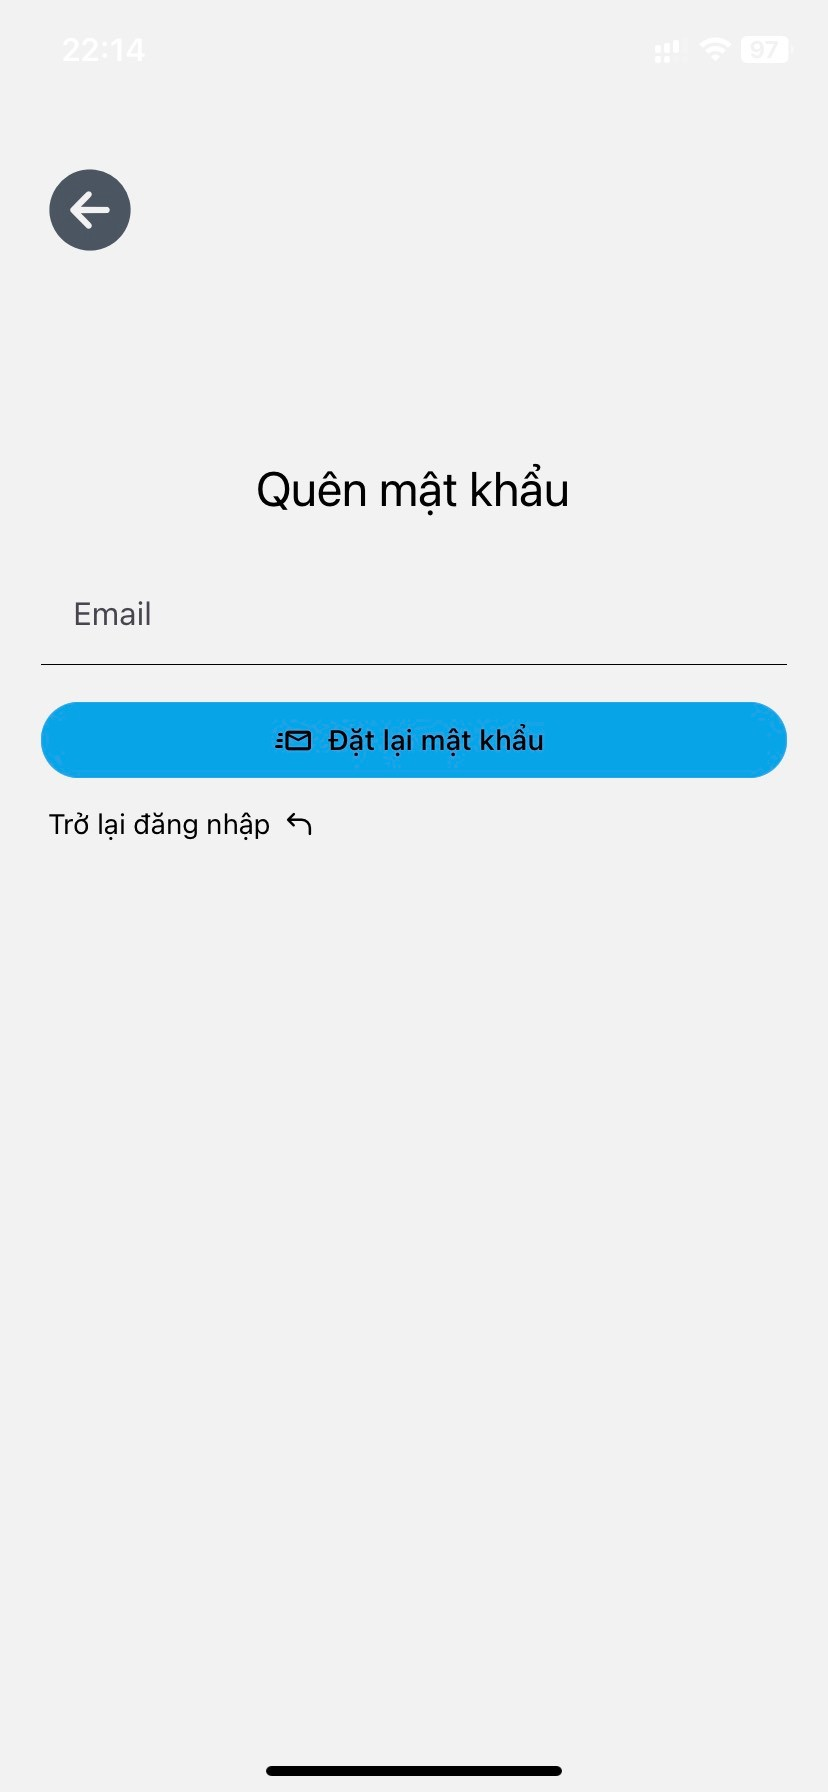 22:14
97
Quên mật khẩu
Email
Đặt lại mật khẩu
Trở lại đăng nhập